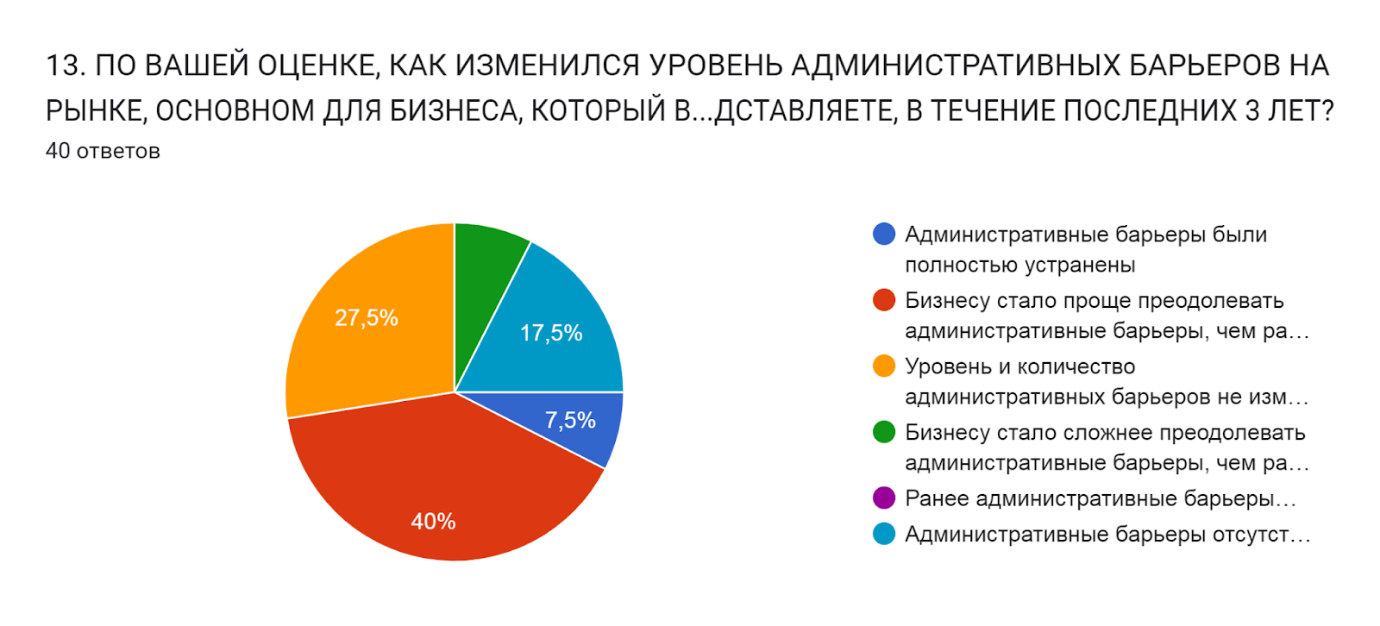 13. ПО ВАШЕЙ ОЦЕНКЕ, КАК ИЗМЕНИЛСЯ УРОВЕНЬ АДМИНИСТРАТИВНЫХ БАРЬЕРОВ НА
РЫНКЕ, ОСНОВНОМ ДЛЯ БИЗНЕСА, КОТОРЫЙ В...ДСТАВЛЯЕТЕ, В ТЕЧЕНИЕ ПОСЛЕДНИХ 3 ЛЕТ?
40 ответов
27,5%
17,5%
7,5%
40%
Административные барьеры были
полностью устранены
Бизнесу стало проще преодолевать
административные барьеры, чем ра...
Уровень и количество
административных барьеров не изм...
Бизнесу стало сложнее преодолевать
административные барьеры, чем ра...
Ранее административные барьеры...
Административные барьеры отсутст...